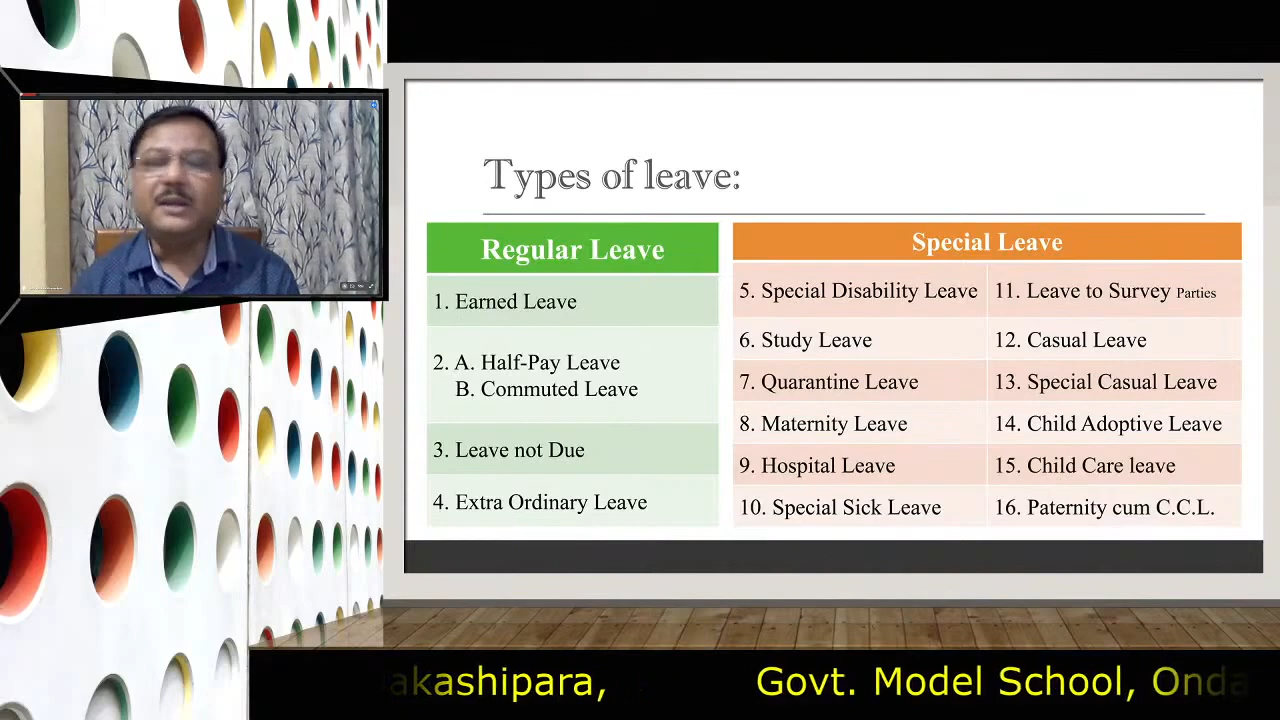 Types of leave:
Regular Leave
1. Earned Leave
2. A. Half-Pay Leave
B. Commuted Leave
3. Leave not Due
4. Extra Ordinary Leave
Special Leave
5. Special Disability Leave
11. Leave to Survey Parties
6. Study Leave
12. Casual Leave
7. Quarantine Leave
13. Special Casual Leave
8. Maternity Leave
14. Child Adoptive Leave
9. Hospital Leave
15. Child Care leave
10. Special Sick Leave
16. Paternity cum C.C.L.
akashipara, Govt. Model School, Onda